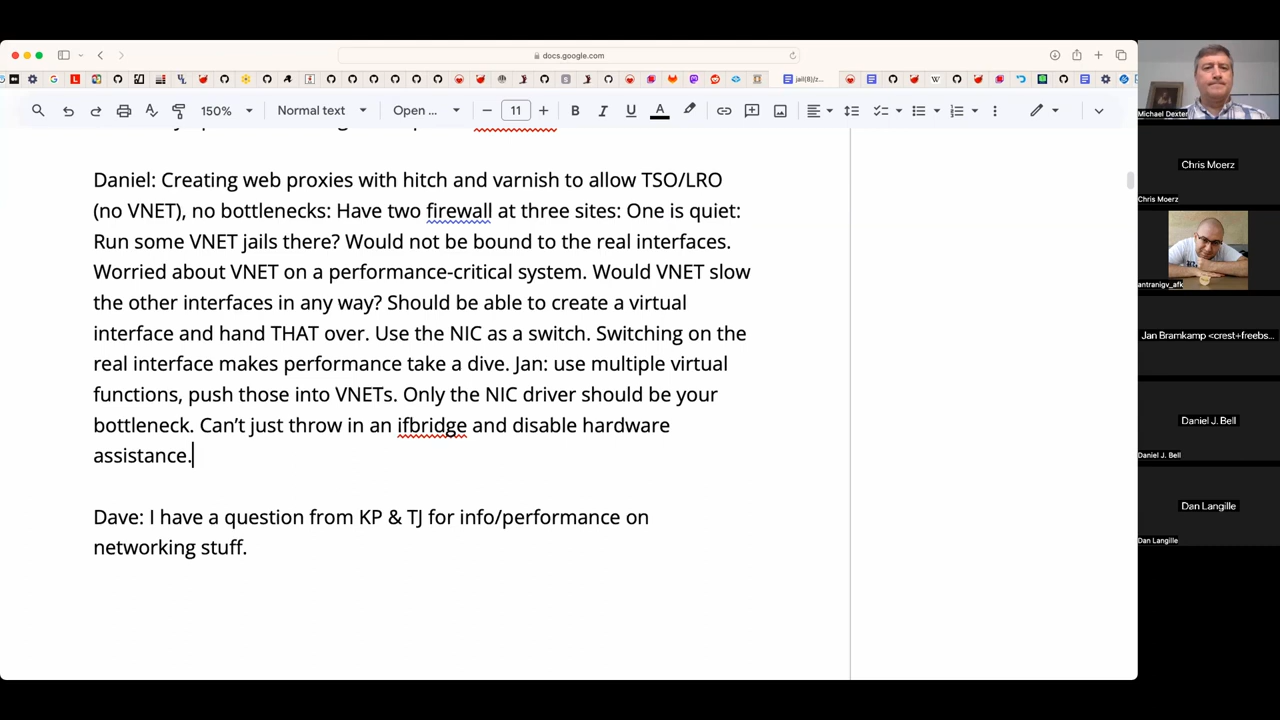 docs.google.com
jail(8)/z...
150%
Normal text
Open ...
11
Daniel: Creating web proxies with hitch and varnish to allow TSO/LRO
(no VNET), no bottlenecks: Have two firewall at three sites: One is quiet:
Run some VNET jails there? Would not be bound to the real interfaces.
Worried about VNET on a performance-critical system. Would VNET slow
the other interfaces in any way? Should be able to create a virtual
interface and hand THAT over. Use the NIC as a switch. Switching on the
real interface makes performance take a dive. Jan: use multiple virtual
functions, push those into VNETs. Only the NIC driver should be your
bottleneck. Can’t just throw in an ifbridge and disable hardware
assistance.
Dave: I have a question from KP & TJ for info/performance on
networking stuff.
Michael Dexter
Chris Moerz
Chris Moerz
antranigv_afk
Jan Bramkamp <crest+freebs...
Daniel J. Bell
Daniel J. Bell
Dan Langille
Dan Langille